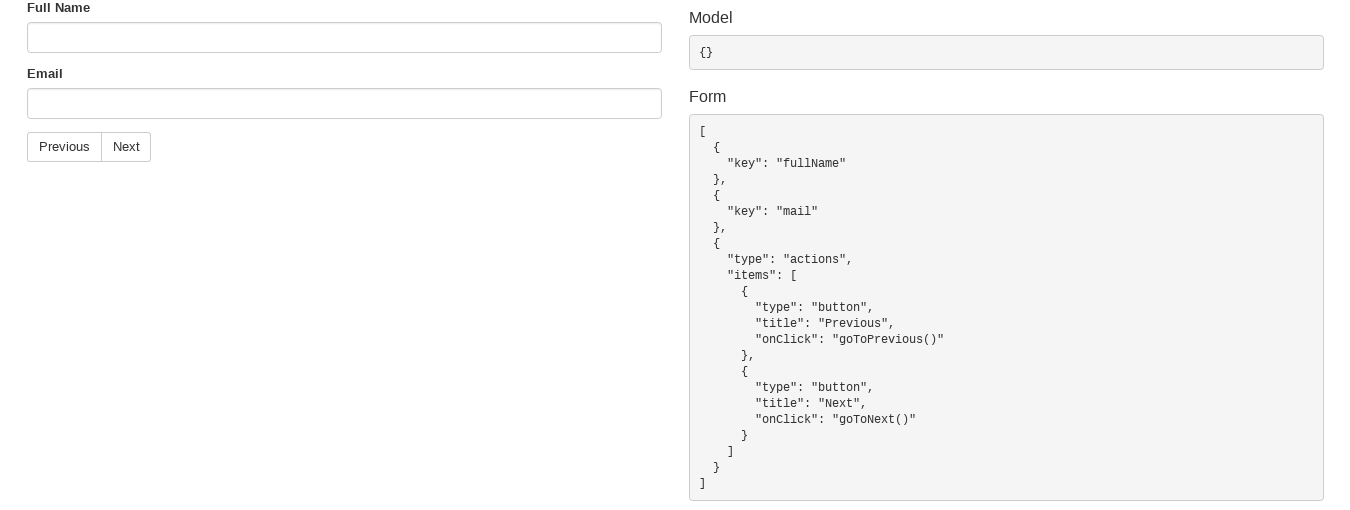 Full Name
Email
Previous Next
Model
{}
Form
[
  {
    "key": "fullName"
  },
  {
    "key": "mail"
  },
  {
    "type": "actions",
    "items": [
      {
        "type": "button",
        "title": "Previous",
        "onClick": "goToPrevious()"
      },
      {
        "type": "button",
        "title": "Next",
        "onClick": "goToNext()"
      }
    ]
  }
]